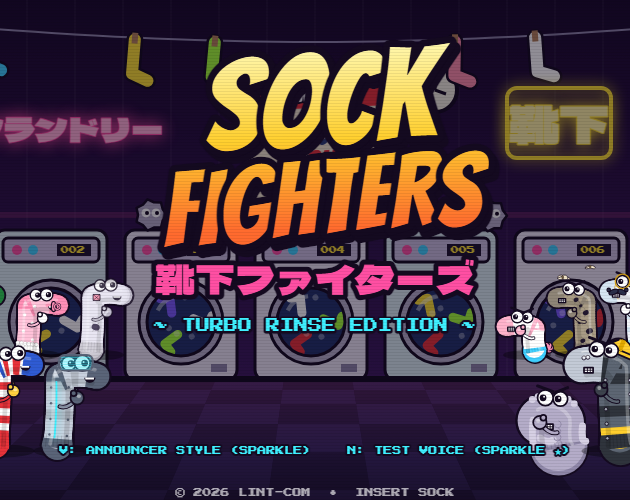 SOCK
FIGHTERS
ランドリー
靴下
002
004
005
006
靴下ファイターズ
~ TURBO RINSE EDITION ~
V: ANNOUNCER STYLE (SPARKLE)
N: TEST VOICE (SPARKLE ☆)
© 2026 LINT-COM • INSERT SOCK